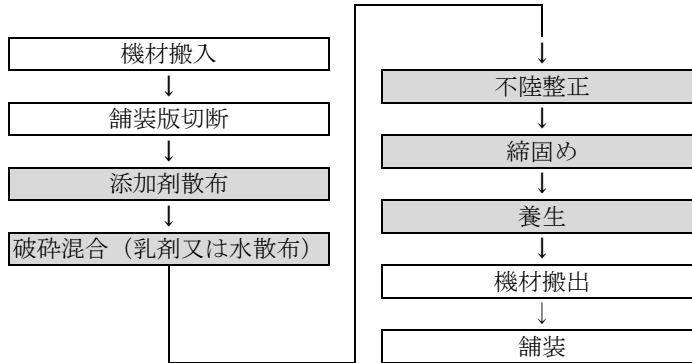 機材搬入
↓
舗装版切断
↓
添加剤散布
↓
破砕混合（乳剤又は水散布）
↓
不陸整正
↓
締固め
↓
養生
↓
機材搬出
↓
舗装